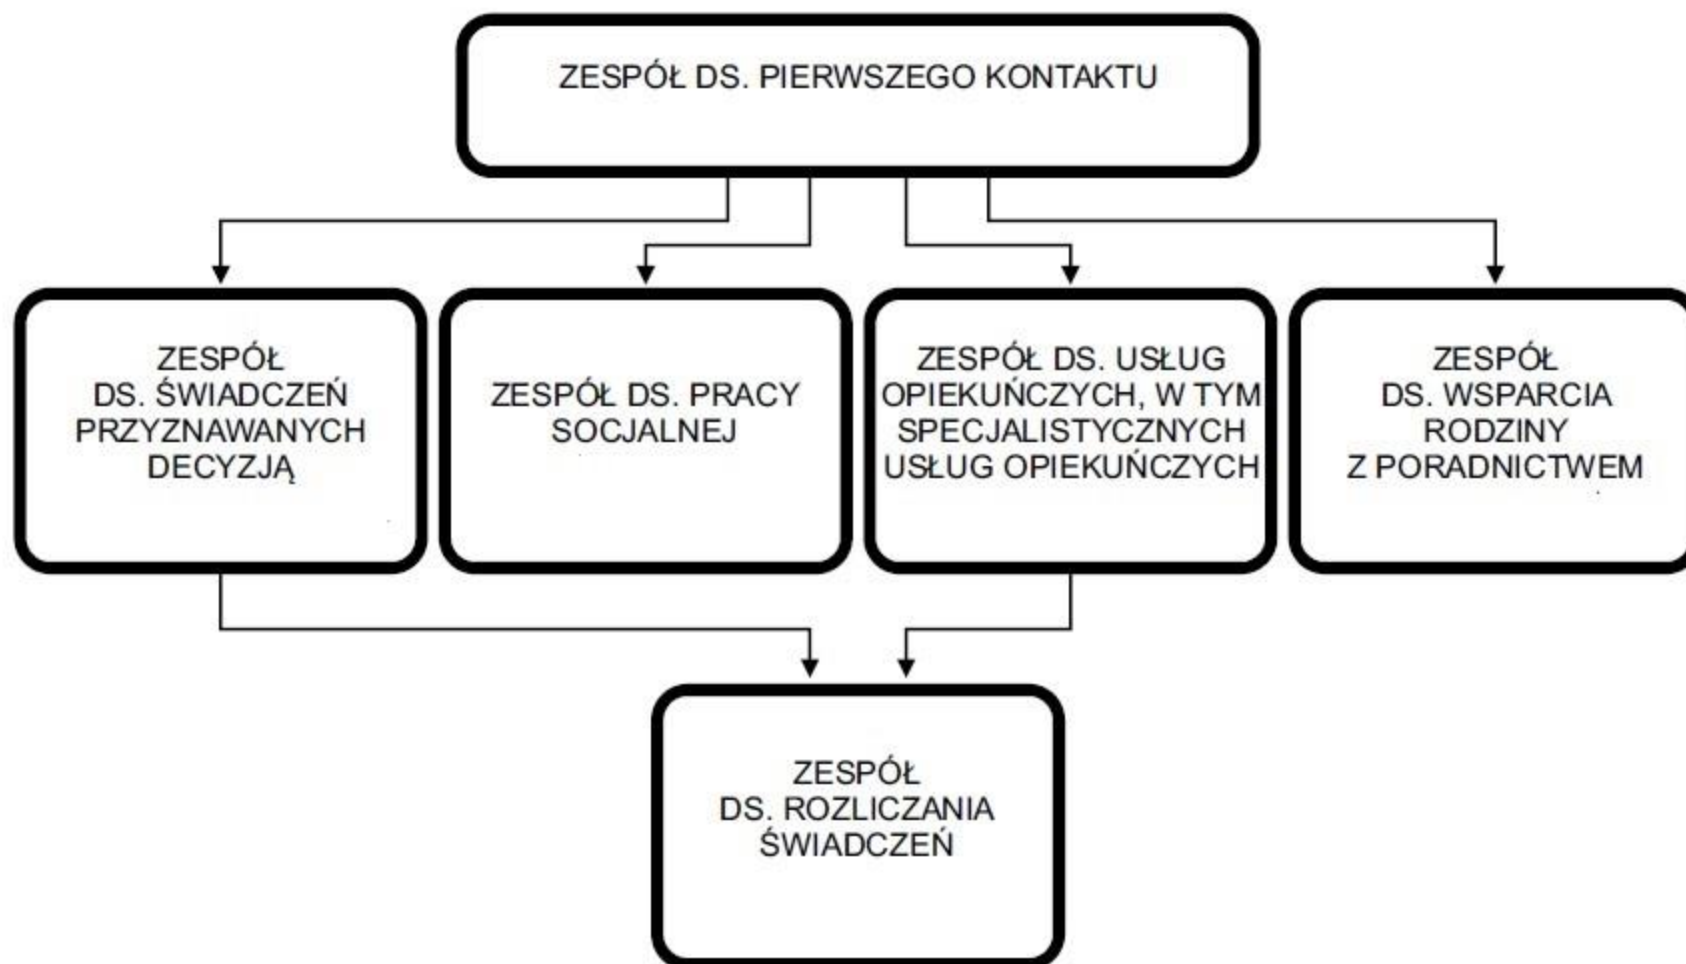 ZESPÓŁ DS. PIERWSZEGO KONTAKTU
ZESPÓŁ
DS. ŚWIADCZEŃ
PRZYZNAWANYCH
DECYZJĄ
ZESPÓŁ DS. PRACY
SOCJALNEJ
ZESPÓŁ DS. USŁUG
OPIEKUŃCZYCH, W TYM
SPECJALISTYCZNYCH
USŁUG OPIEKUŃCZYCH
ZESPÓŁ
DS. WSPARCIA
RODZINY
Z PORADNICTWEM
ZESPÓŁ
DS. ROZLICZANIA
ŚWIADCZEŃ